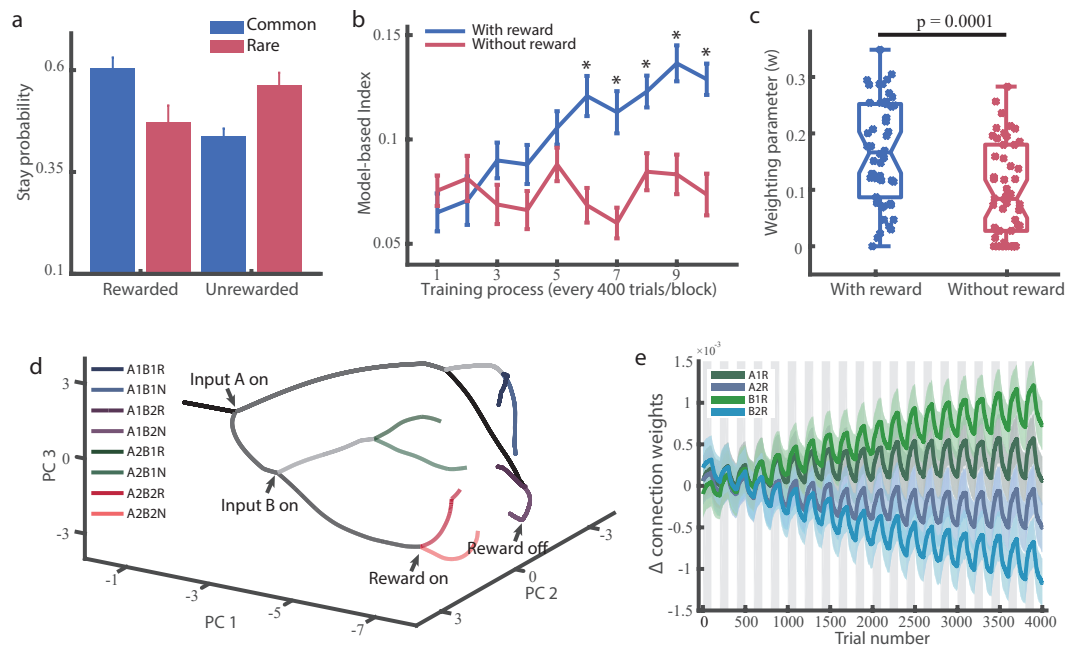 a
Common
Rare
0.6
0.35
0.1
Stay probability
Rewarded
Unrewarded
b
With reward
Without reward
0.15
0.1
0.05
Model-based Index
* * * * *
1 3 5 7 9
Training process (every 400 trials/block)
c
p = 0.0001
0.3
0.2
0.1
0
Weighting parameter (w)
With reward
Without reward
d
A1B1R
A1B1N
A1B2R
A1B2N
A2B1R
A2B1N
A2B2R
A2B2N
3
0
-3
PC 3
Input A on
Input B on
Reward on
Reward off
-1
-3
-5
-7
PC 1
3
0
-3
PC 2
e
×10⁻³
A1R
A2R
B1R
B2R
1.5
1
0.5
0
-0.5
-1
-1.5
Δ connection weights
0 500 1000 1500 2000 2500 3000 3500 4000
Trial number